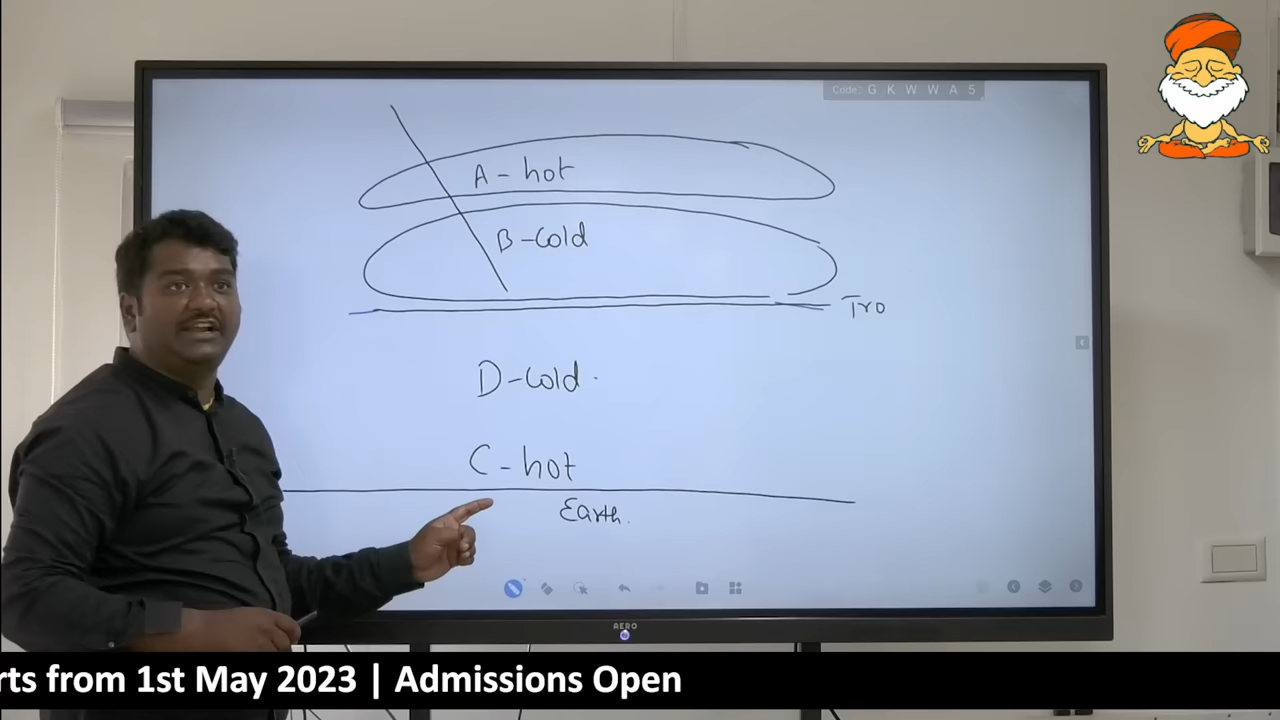 Code: G K W W A 5
A - hot
B - Cold
Tro
D - Cold.
C - hot
Earth.
AERO
rts from 1st May 2023 | Admissions Open